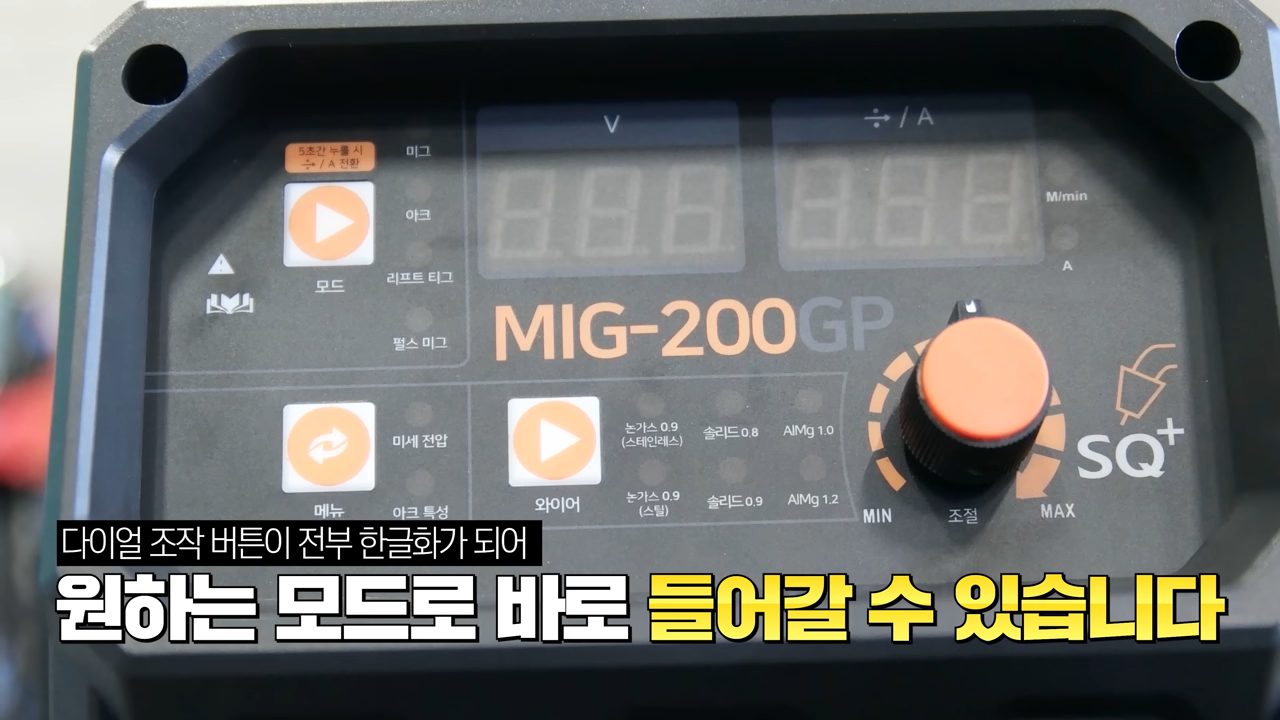 V
÷/A
5초간 누를 시
÷/A 전환
미그
아크
리프트 티그
펄스 미그
모드
M/min
A
MIG-200GP
메뉴
미세 전압
아크 특성
와이어
논가스 0.9
(스테인레스)
솔리드 0.8
AlMg 1.0
논가스 0.9
(스틸)
솔리드 0.9
AlMg 1.2
MIN
조절
MAX
SQ+
다이얼 조작 버튼이 전부 한글화가 되어
원하는 모드로 바로 들어갈 수 있습니다